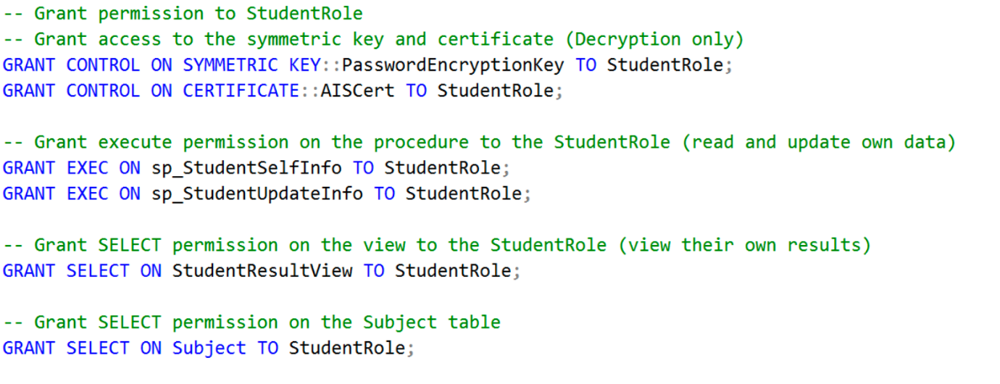 -- Grant permission to StudentRole
-- Grant access to the symmetric key and certificate (Decryption only)
GRANT CONTROL ON SYMMETRIC KEY::PasswordEncryptionKey TO StudentRole;
GRANT CONTROL ON CERTIFICATE::AISCert TO StudentRole;
-- Grant execute permission on the procedure to the StudentRole (read and update own data)
GRANT EXEC ON sp_StudentSelfInfo TO StudentRole;
GRANT EXEC ON sp_StudentUpdateInfo TO StudentRole;
-- Grant SELECT permission on the view to the StudentRole (view their own results)
GRANT SELECT ON StudentResultView TO StudentRole;
-- Grant SELECT permission on the Subject table
GRANT SELECT ON Subject TO StudentRole;